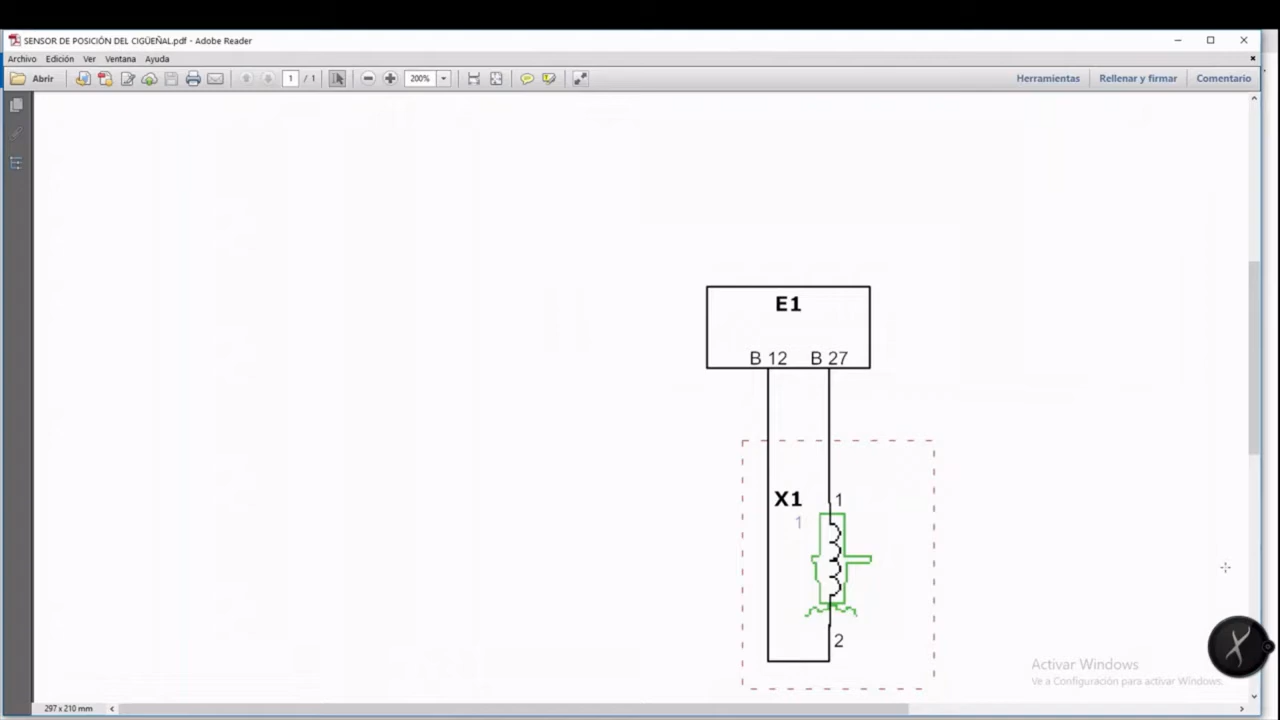 SENSOR DE POSICIÓN DEL CIGÜEÑAL.pdf - Adobe Reader
Archivo Edición Ver Ventana Ayuda
Abrir 1 / 1 200% Herramientas Rellenar y firmar Comentario
E1
B 12 B 27
X1 1
1
2
Activar Windows
Ve a Configuración para activar Windows.
297 x 210 mm